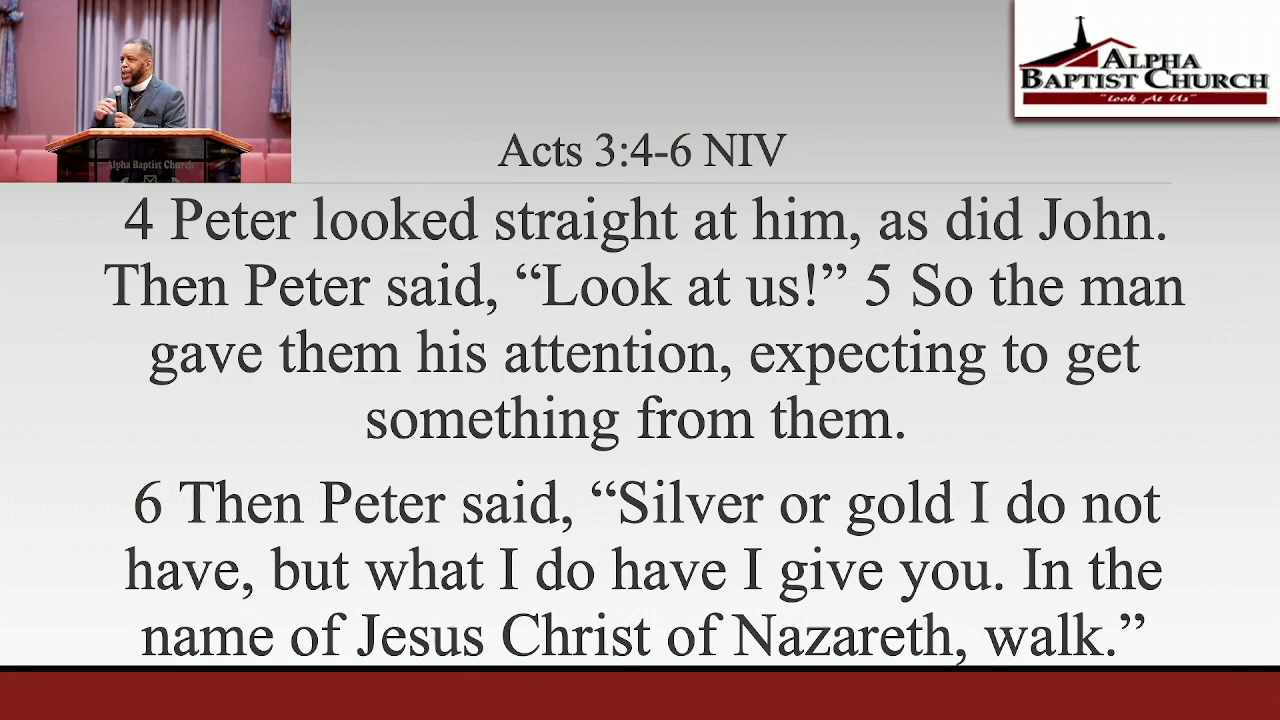 Alpha Baptist Church
ALPHA
BAPTIST CHURCH
"Look At Us"
Acts 3:4-6 NIV
4 Peter looked straight at him, as did John.
Then Peter said, “Look at us!” 5 So the man
gave them his attention, expecting to get
something from them.
6 Then Peter said, “Silver or gold I do not
have, but what I do have I give you. In the
name of Jesus Christ of Nazareth, walk.”